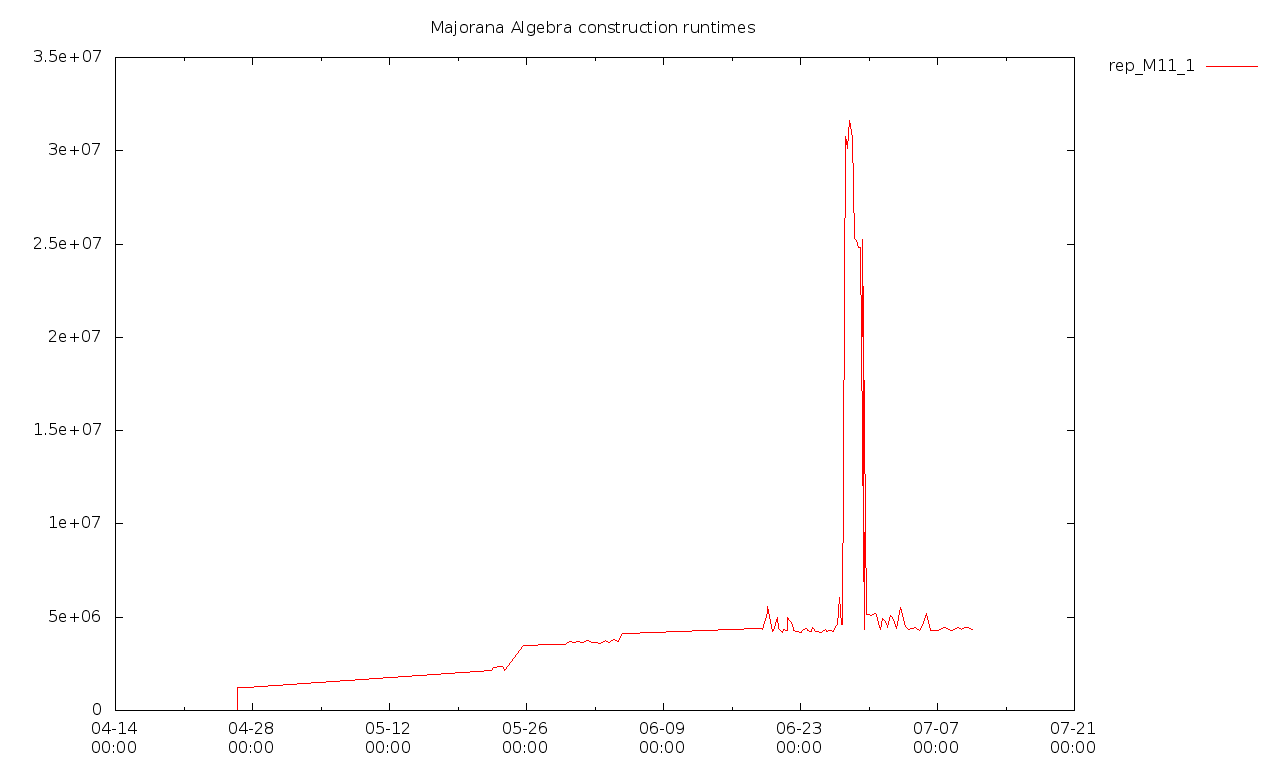 Majorana Algebra construction runtimes
rep_M11_1
3.5e+07
3e+07
2.5e+07
2e+07
1.5e+07
1e+07
5e+06
0
04-14 04-28 05-12 05-26 06-09 06-23 07-07 07-21
00:00 00:00 00:00 00:00 00:00 00:00 00:00 00:00